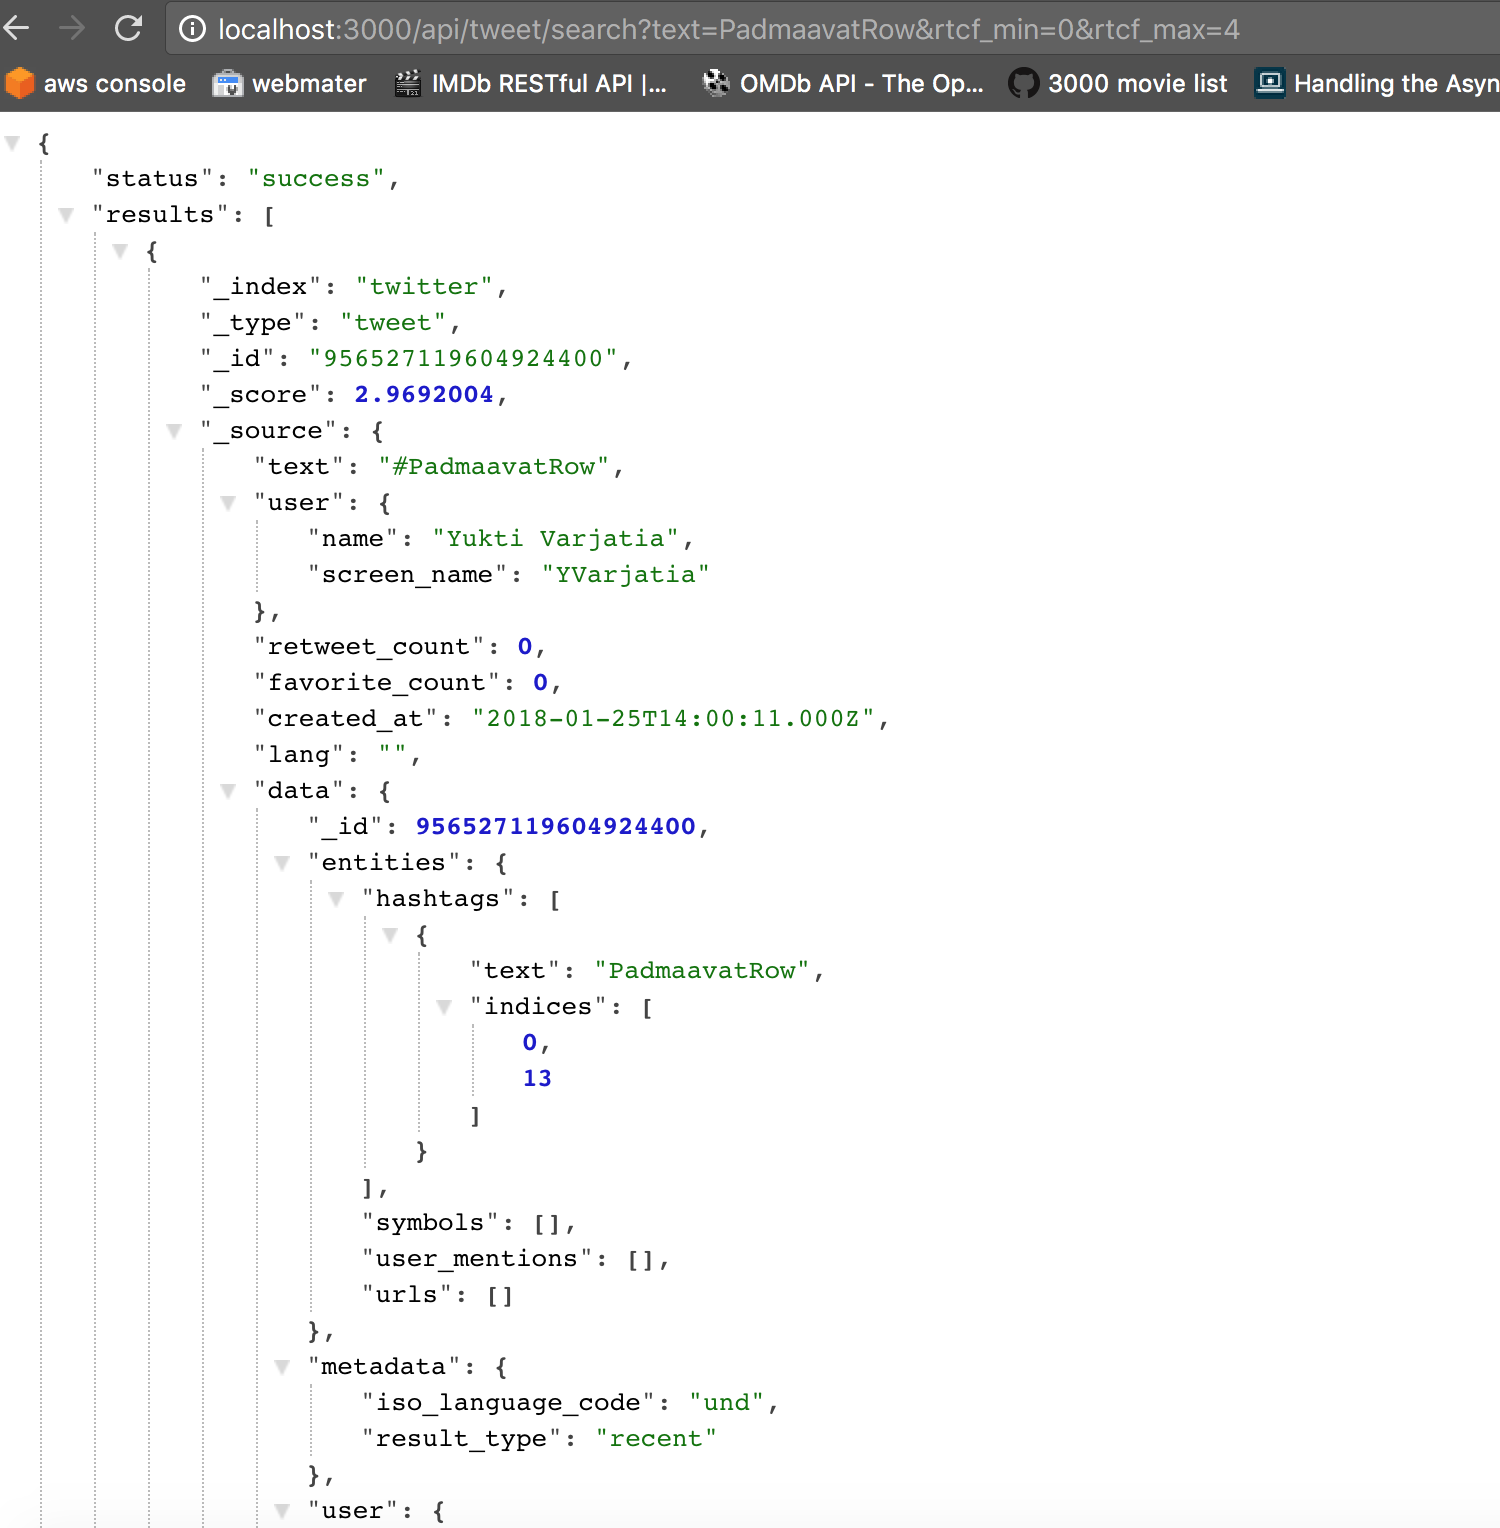 localhost:3000/api/tweet/search?text=PadmaavatRow&rtcf_min=0&rtcf_max=4
aws console webmater IMDb RESTful API |... OMDb API - The Op... 3000 movie list Handling the Asyn
{
"status": "success",
"results": [
{
"_index": "twitter",
"_type": "tweet",
"_id": "956527119604924400",
"_score": 2.9692004,
"_source": {
"text": "#PadmaavatRow",
"user": {
"name": "Yukti Varjatia",
"screen_name": "YVarjatia"
},
"retweet_count": 0,
"favorite_count": 0,
"created_at": "2018-01-25T14:00:11.000Z",
"lang": "",
"data": {
"_id": 956527119604924400,
"entities": {
"hashtags": [
{
"text": "PadmaavatRow",
"indices": [
0,
13
]
}
],
"symbols": [],
"user_mentions": [],
"urls": []
},
"metadata": {
"iso_language_code": "und",
"result_type": "recent"
},
"user": {